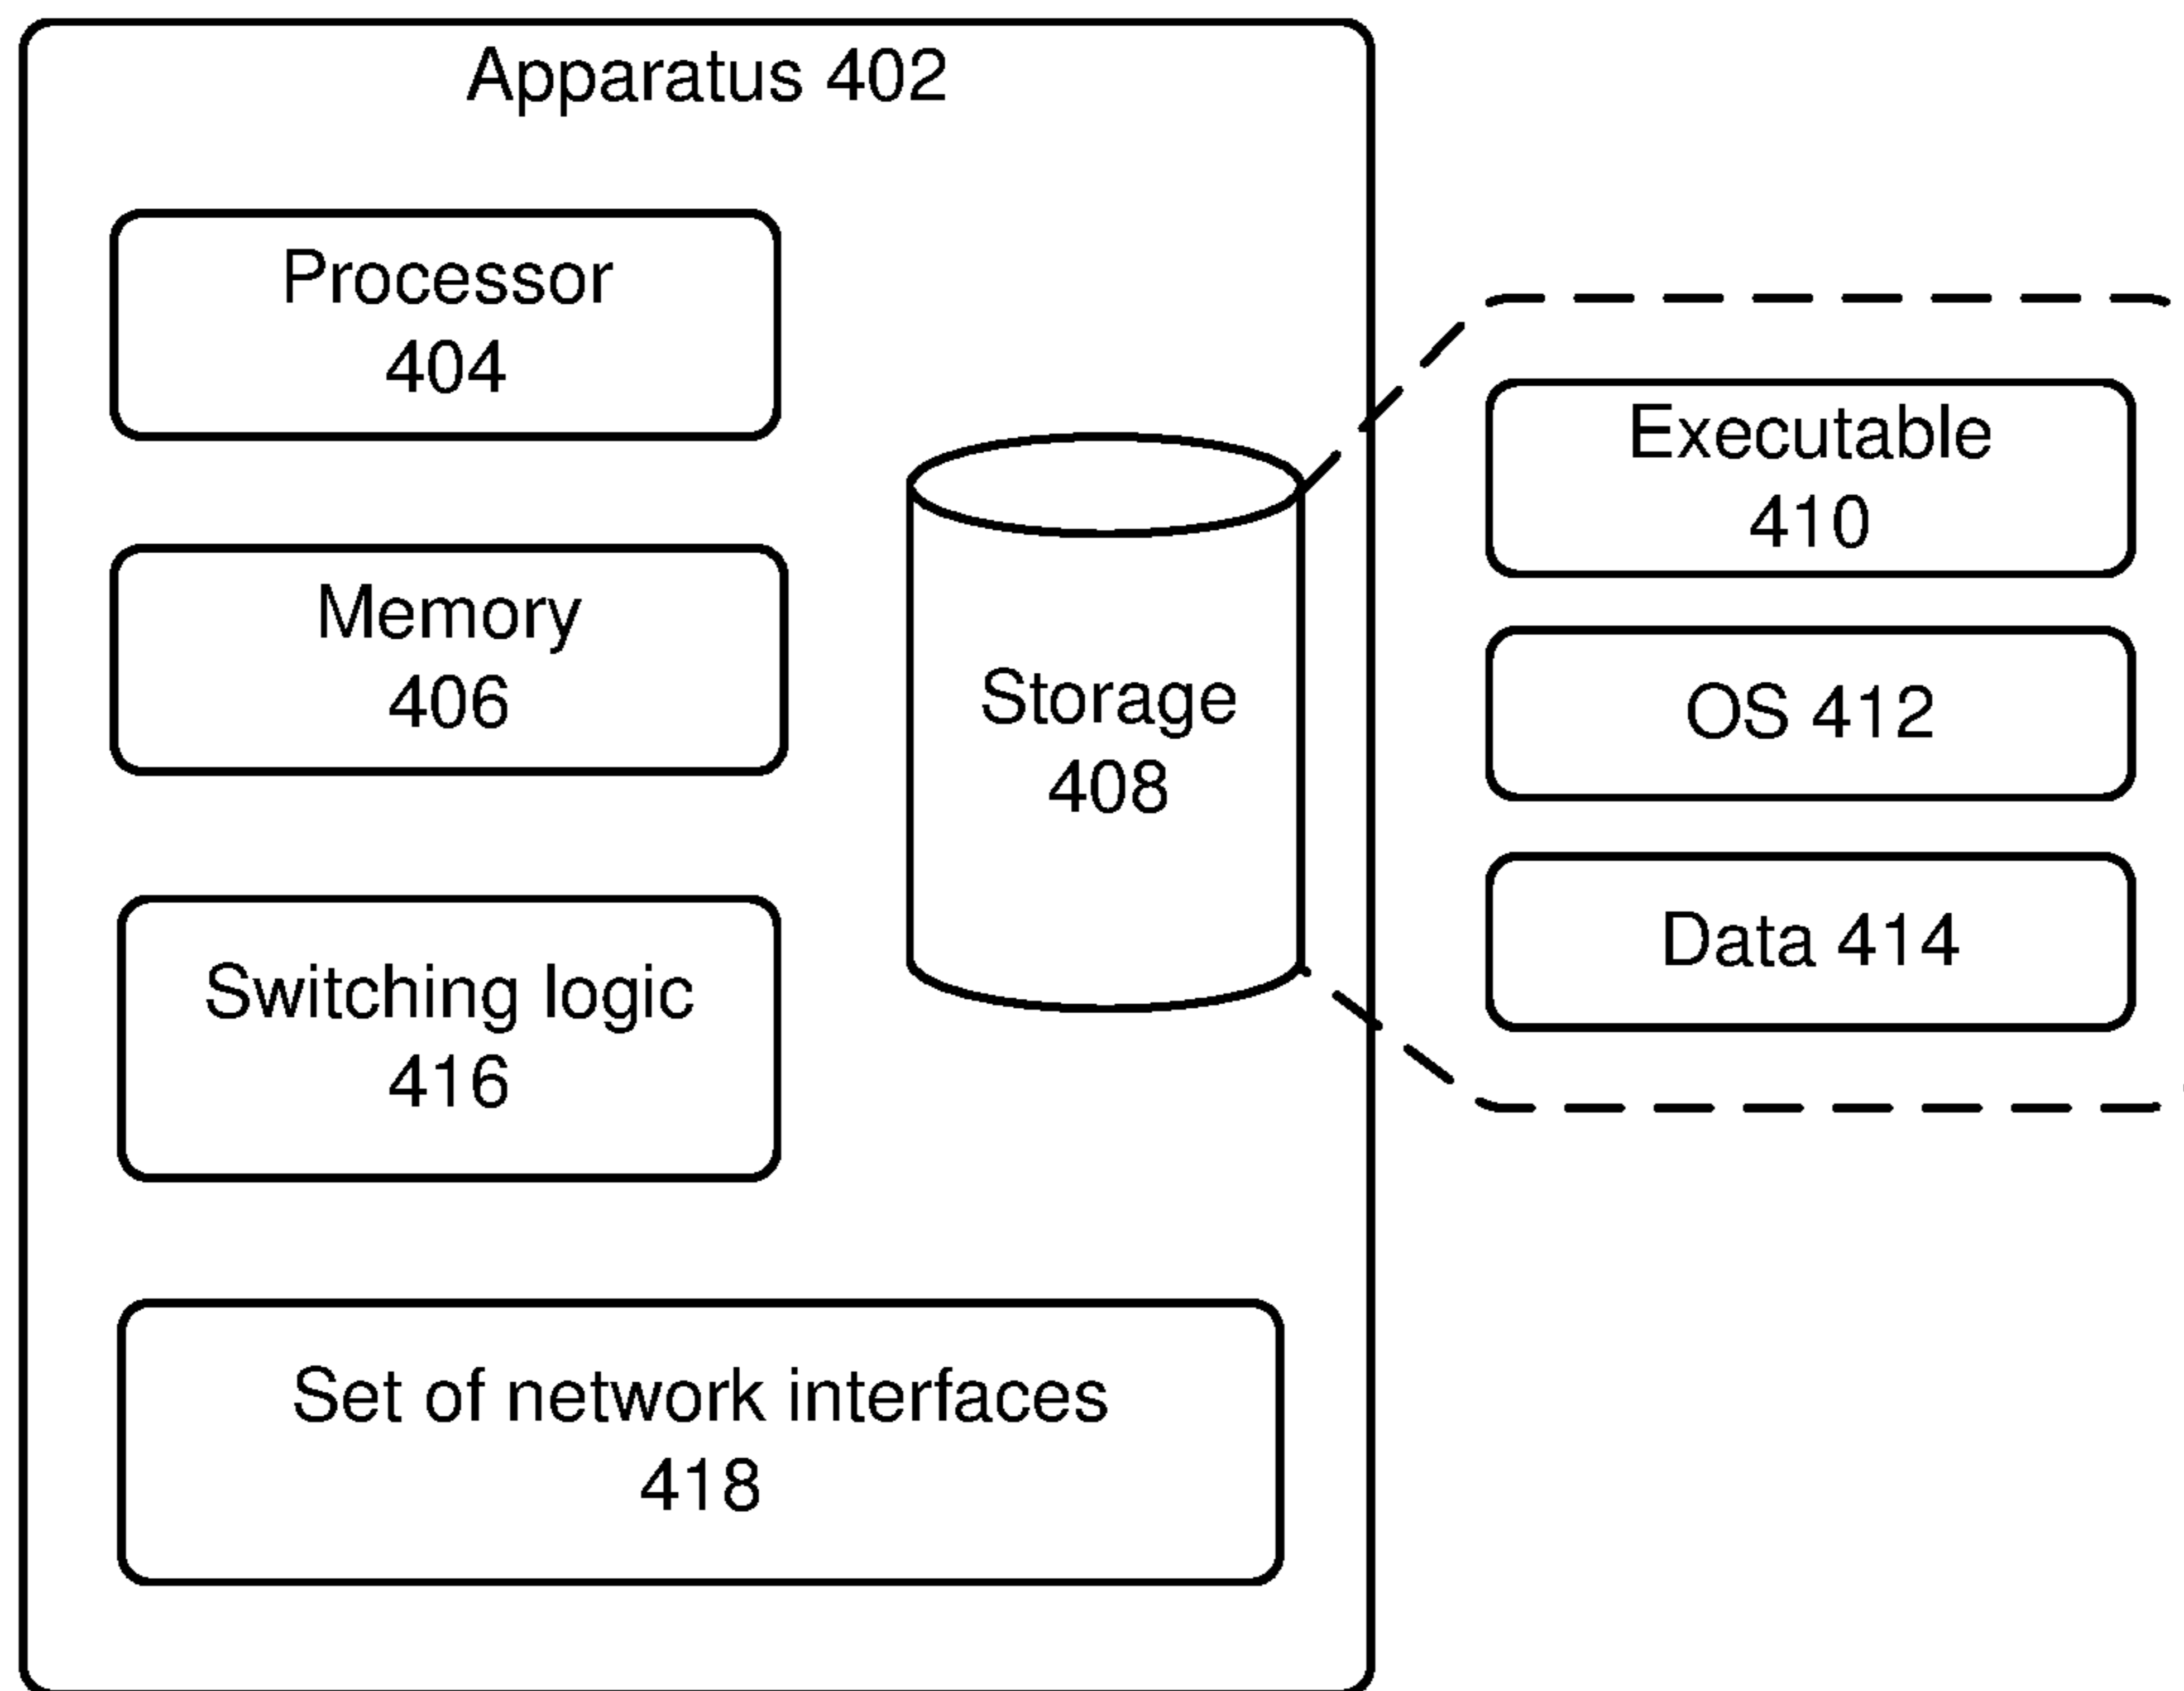 Apparatus 402
Processor
404
Memory
406
Switching logic
416
Storage
408
Set of network interfaces
418
Executable
410
OS 412
Data 414